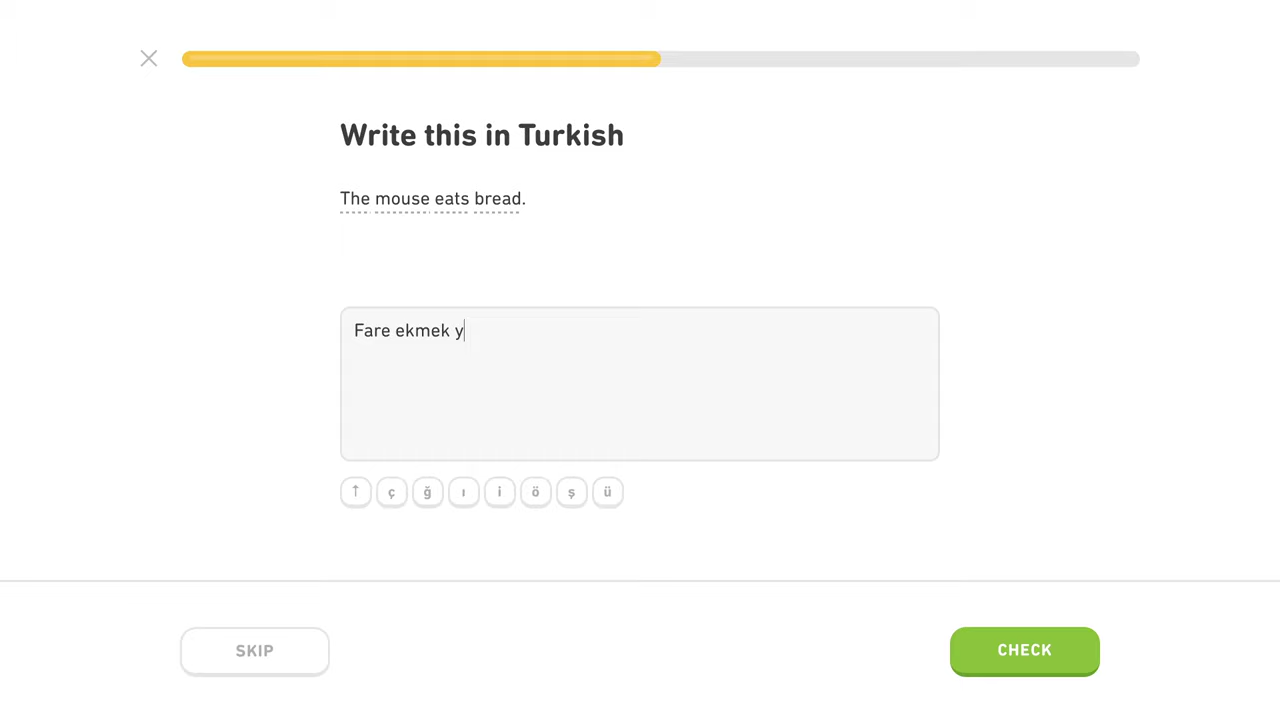 Write this in Turkish
The mouse eats bread.
Fare ekmek y
↑ ç ğ ı i ö ş ü
SKIP
CHECK